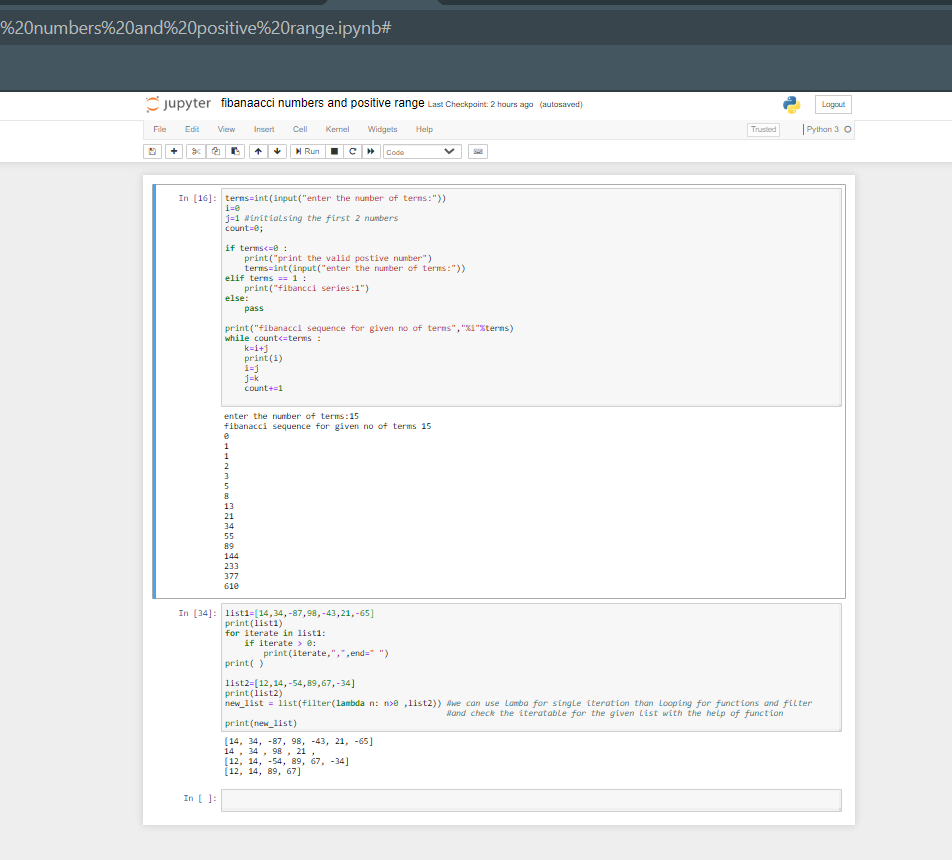 %20numbers%20and%20positive%20range.ipynb#
jupyter fibanaacci numbers and positive range Last Checkpoint: 2 hours ago (autosaved) Logout
File Edit View Insert Cell Kernel Widgets Help Trusted Python 3
Run Code
In [16]: terms=int(input("enter the number of terms:"))
i=0
j=1 #initialsing the first 2 numbers
count=0;
if terms<=0 :
print("print the valid postive number")
terms=int(input("enter the number of terms:"))
elif terms == 1 :
print("fibancci series:1")
else:
pass
print("fibanacci sequence for given no of terms","%i"%terms)
while count<=terms :
k=i+j
print(i)
i=j
j=k
count+=1
enter the number of terms:15
fibanacci sequence for given no of terms 15
0
1
1
2
3
5
8
13
21
34
55
89
144
233
377
610
In [34]: list1=[14,34,-87,98,-43,21,-65]
print(list1)
for iterate in list1:
if iterate > 0:
print(iterate,",",end=" ")
print( )
list2=[12,14,-54,89,67,-34]
print(list2)
new_list = list(filter(lambda n: n>0 ,list2)) #we can use lamba for single iteration than looping for functions and filter
#and check the iteratable for the given list with the help of function
print(new_list)
[14, 34, -87, 98, -43, 21, -65]
14 , 34 , 98 , 21 ,
[12, 14, -54, 89, 67, -34]
[12, 14, 89, 67]
In [ ]: